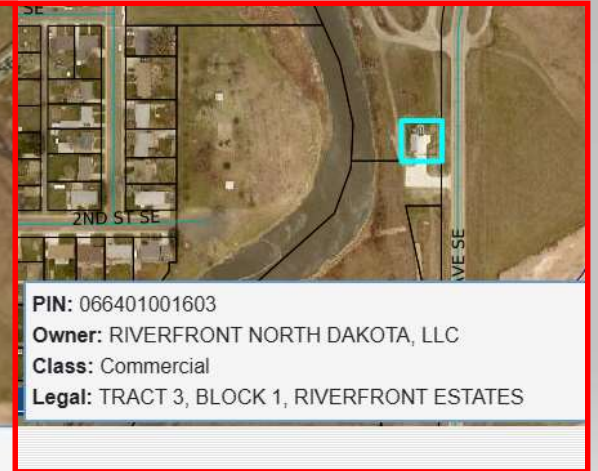 SE
2ND ST SE
AVE SE
PIN: 066401001603
Owner: RIVERFRONT NORTH DAKOTA, LLC
Class: Commercial
Legal: TRACT 3, BLOCK 1, RIVERFRONT ESTATES